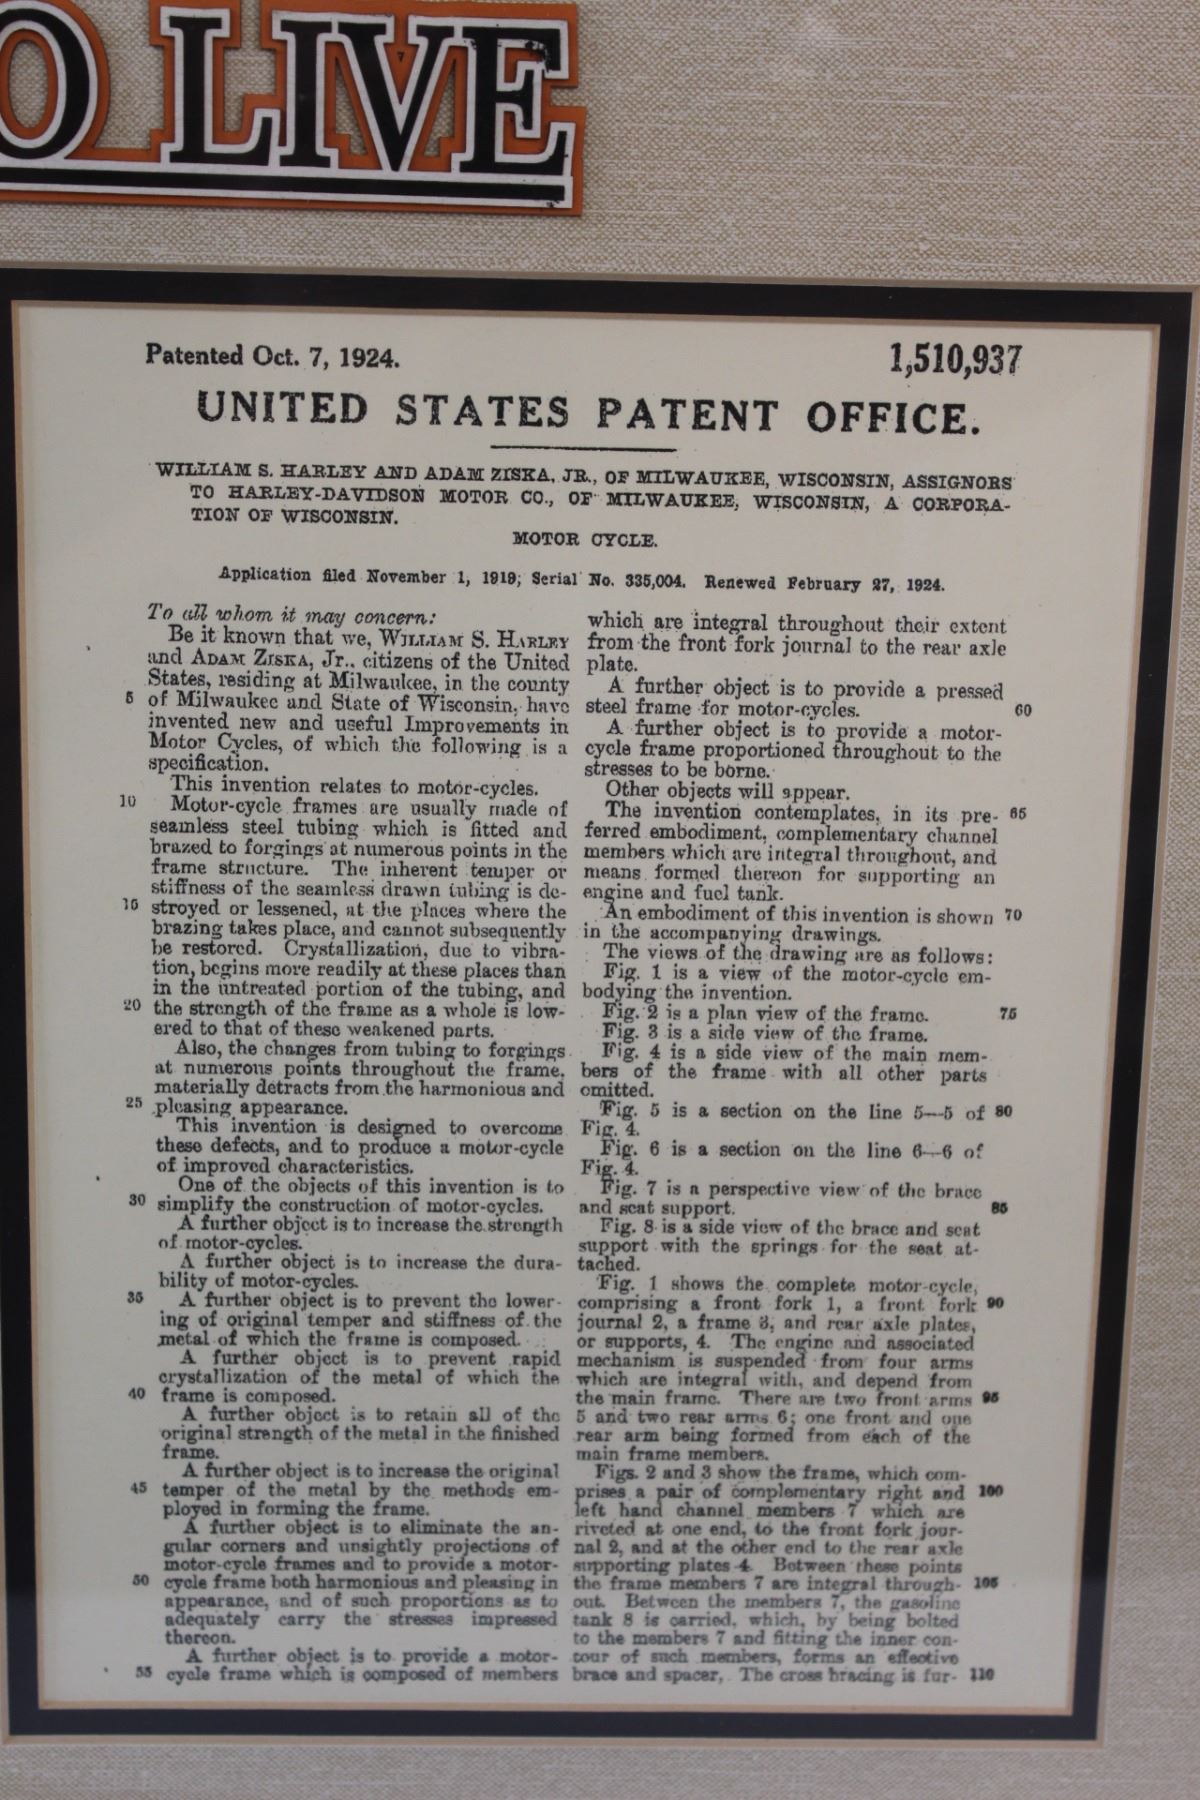 O LIVE
Patented Oct. 7, 1924.
1,510,937
UNITED STATES PATENT OFFICE.
WILLIAM S. HARLEY AND ADAM ZISKA, JR., OF MILWAUKEE, WISCONSIN, ASSIGNORS
TO HARLEY-DAVIDSON MOTOR CO., OF MILWAUKEE, WISCONSIN, A CORPORA-
TION OF WISCONSIN.
MOTOR CYCLE.
Application filed November 1, 1919; Serial No. 335,004. Renewed February 27, 1924.
To all whom it may concern:
Be it known that we, WILLIAM S. HARLEY
and ADAM ZISKA, Jr., citizens of the United
States, residing at Milwaukee, in the county
5 of Milwaukee and State of Wisconsin, have
invented new and useful Improvements in
Motor Cycles, of which the following is a
specification.
This invention relates to motor-cycles.
10 Motor-cycle frames are usually made of
seamless steel tubing which is fitted and
brazed to forgings at numerous points in the
frame structure. The inherent temper or
stiffness of the seamless drawn tubing is de-
15 stroyed or lessened, at the places where the
brazing takes place, and cannot subsequently
be restored. Crystallization, due to vibra-
tion, begins more readily at these places than
in the untreated portion of the tubing, and
20 the strength of the frame as a whole is low-
ered to that of these weakened parts.
Also, the changes from tubing to forgings
at numerous points throughout the frame,
materially detracts from the harmonious and
25 pleasing appearance.
This invention is designed to overcome
these defects, and to produce a motor-cycle
of improved characteristics.
One of the objects of this invention is to
30 simplify the construction of motor-cycles.
A further object is to increase the strength
of motor-cycles.
A further object is to increase the dura-
bility of motor-cycles.
35 A further object is to prevent the lower-
ing of original temper and stiffness of the
metal of which the frame is composed.
A further object is to prevent rapid
crystallization of the metal of which the
40 frame is composed.
A further object is to retain all of the
original strength of the metal in the finished
frame.
A further object is to increase the original
45 temper of the metal by the methods em-
ployed in forming the frame.
A further object is to eliminate the an-
gular corners and unsightly projections of
motor-cycle frames and to provide a motor-
50 cycle frame both harmonious and pleasing in
appearance, and of such proportions as to
adequately carry the stresses impressed
thereon.
A further object is to provide a motor-
55 cycle frame which is composed of members
which are integral throughout their extent
from the front fork journal to the rear axle
plate.
A further object is to provide a pressed
steel frame for motor-cycles. 60
A further object is to provide a motor-
cycle frame proportioned throughout to the
stresses to be borne.
Other objects will appear.
The invention contemplates, in its pre- 65
ferred embodiment, complementary channel
members which are integral throughout, and
means formed thereon for supporting an
engine and fuel tank.
An embodiment of this invention is shown 70
in the accompanying drawings.
The views of the drawing are as follows:
Fig. 1 is a view of the motor-cycle em-
bodying the invention.
Fig. 2 is a plan view of the frame. 75
Fig. 3 is a side view of the frame.
Fig. 4 is a side view of the main mem-
bers of the frame with all other parts
omitted.
Fig. 5 is a section on the line 5—5 of 80
Fig. 4.
Fig. 6 is a section on the line 6—6 of
Fig. 4.
Fig. 7 is a perspective view of the brace
and seat support. 85
Fig. 8 is a side view of the brace and seat
support with the springs for the seat at-
tached.
Fig. 1 shows the complete motor-cycle,
comprising a front fork 1, a front fork 90
journal 2, a frame 3, and rear axle plates,
or supports, 4. The engine and associated
mechanism is suspended from four arms
which are integral with, and depend from
the main frame. There are two front arms 95
5 and two rear arms 6; one front and one
rear arm being formed from each of the
main frame members.
Figs. 2 and 3 show the frame, which com-
prises a pair of complementary right and 100
left hand channel members 7 which are
riveted at one end, to the front fork jour-
nal 2, and at the other end to the rear axle
supporting plates 4. Between these points
the frame members 7 are integral through- 105
out. Between the members 7, the gasoline
tank 8 is carried, which, by being bolted
to the members 7 and fitting the inner con-
tour of such members, forms an effective
brace and spacer. The cross bracing is fur- 110